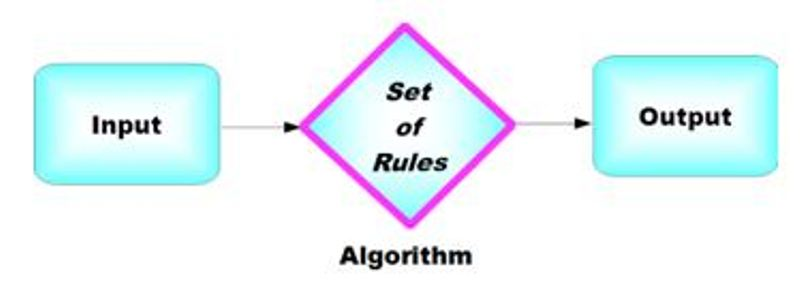 Input
Set
of
Rules
Output
Algorithm